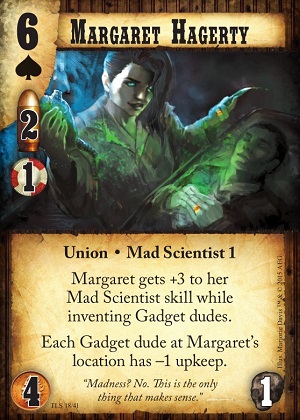 6
MARGARET HAGERTY
2
1
Union • Mad Scientist 1
Margaret gets +3 to her
Mad Scientist skill while
inventing Gadget dudes.
Each Gadget dude at Margaret's
location has –1 upkeep.
"Madness? No. This is the only
thing that makes sense."
4
1